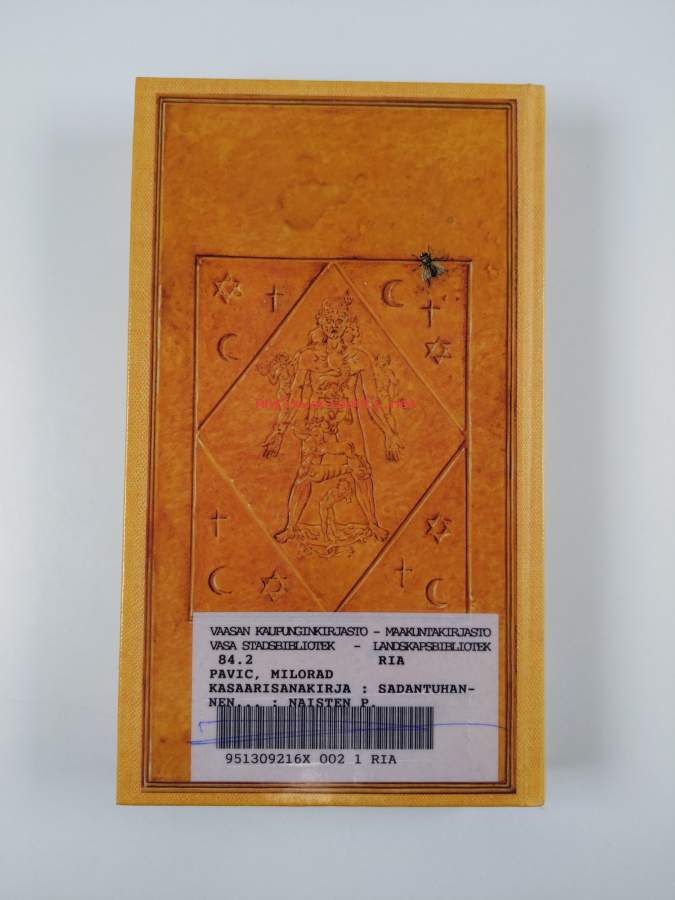 VAASAN KAUPUNGINKIRJASTO - MAAKUNTAKIRJASTO
VASA STADSBIBLIOTEK - LANDSKAPSBIBLIOTEK
84.2 RIA
PAVIC, MILORAD
KASAARISANAKIRJA : SADANTUHAN-
NEN... : NAISTEN P.
951309216X 002 1 RIA